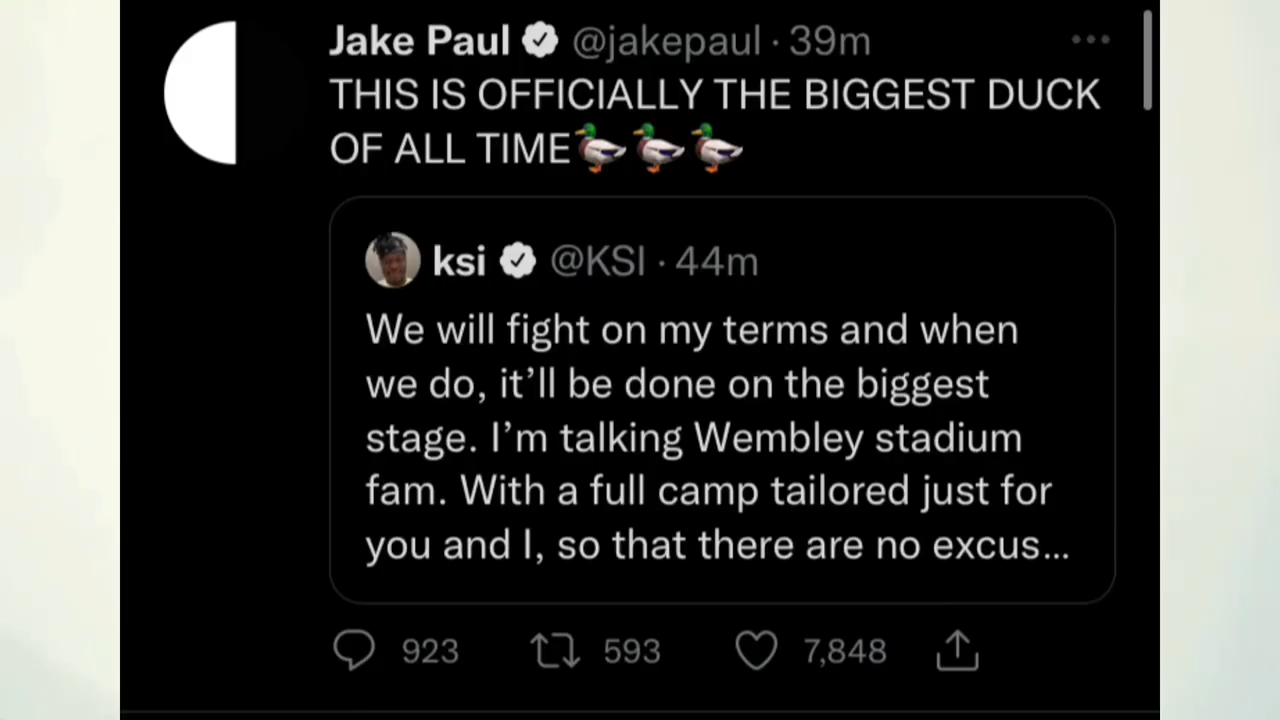 Jake Paul @jakepaul · 39m
THIS IS OFFICIALLY THE BIGGEST DUCK
OF ALL TIME🦆🦆🦆
ksi @KSI · 44m
We will fight on my terms and when
we do, it’ll be done on the biggest
stage. I’m talking Wembley stadium
fam. With a full camp tailored just for
you and I, so that there are no excus...
923 593 7,848